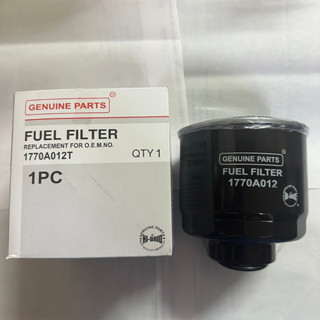 GENUINE PARTS
FUEL FILTER
REPLACEMENT FOR O.E.M.NO.
1770A012T
QTY 1
1PC
GENUINE PARTS
FUEL FILTER
1770A012